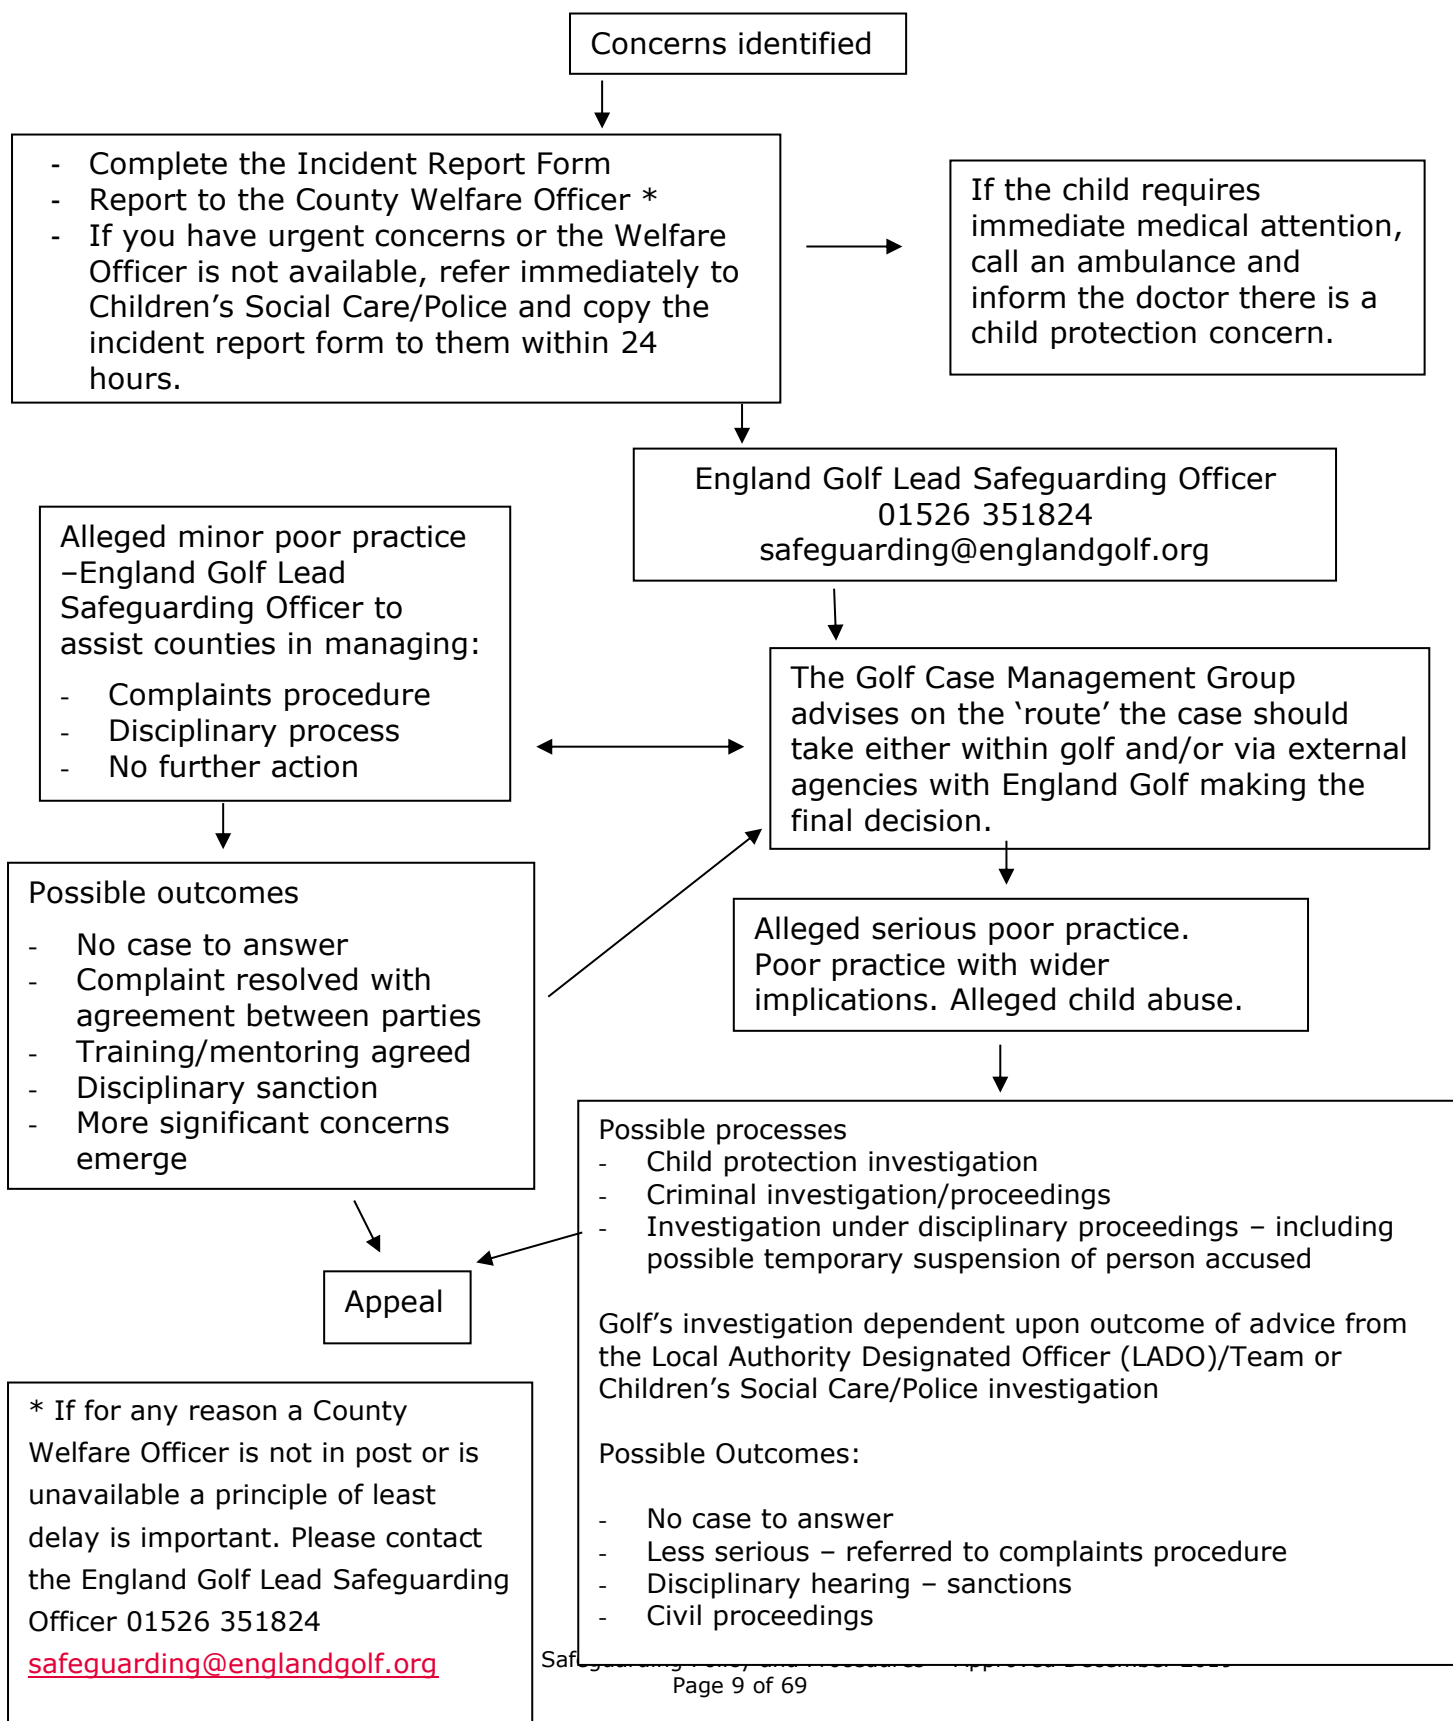 Concerns identified
- Complete the Incident Report Form
- Report to the County Welfare Officer *
- If you have urgent concerns or the Welfare
Officer is not available, refer immediately to
Children’s Social Care/Police and copy the
incident report form to them within 24
hours.
If the child requires
immediate medical attention,
call an ambulance and
inform the doctor there is a
child protection concern.
England Golf Lead Safeguarding Officer
01526 351824
safeguarding@englandgolf.org
Alleged minor poor practice
–England Golf Lead
Safeguarding Officer to
assist counties in managing:
- Complaints procedure
- Disciplinary process
- No further action
The Golf Case Management Group
advises on the ‘route’ the case should
take either within golf and/or via external
agencies with England Golf making the
final decision.
Possible outcomes
- No case to answer
- Complaint resolved with
agreement between parties
- Training/mentoring agreed
- Disciplinary sanction
- More significant concerns
emerge
Alleged serious poor practice.
Poor practice with wider
implications. Alleged child abuse.
Possible processes
- Child protection investigation
- Criminal investigation/proceedings
- Investigation under disciplinary proceedings – including
possible temporary suspension of person accused
Golf’s investigation dependent upon outcome of advice from
the Local Authority Designated Officer (LADO)/Team or
Children’s Social Care/Police investigation
Possible Outcomes:
- No case to answer
- Less serious – referred to complaints procedure
- Disciplinary hearing – sanctions
- Civil proceedings
Appeal
* If for any reason a County
Welfare Officer is not in post or is
unavailable a principle of least
delay is important. Please contact
the England Golf Lead Safeguarding
Officer 01526 351824
safeguarding@englandgolf.org
Safeguarding Policy and Procedures – Approved December
Page 9 of 69